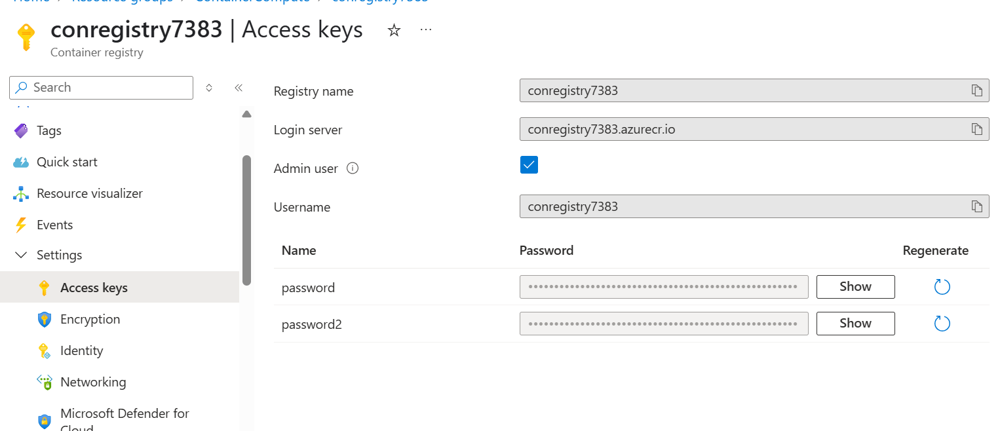 Home > Resource groups > ContainerCompute > conregistry7383
conregistry7383 | Access keys
Container registry
Search
Tags
Quick start
Resource visualizer
Events
Settings
Access keys
Encryption
Identity
Networking
Microsoft Defender for
Cloud
Registry name
conregistry7383
Login server
conregistry7383.azurecr.io
Admin user
Username
conregistry7383
Name Password Regenerate
password Show
password2 Show